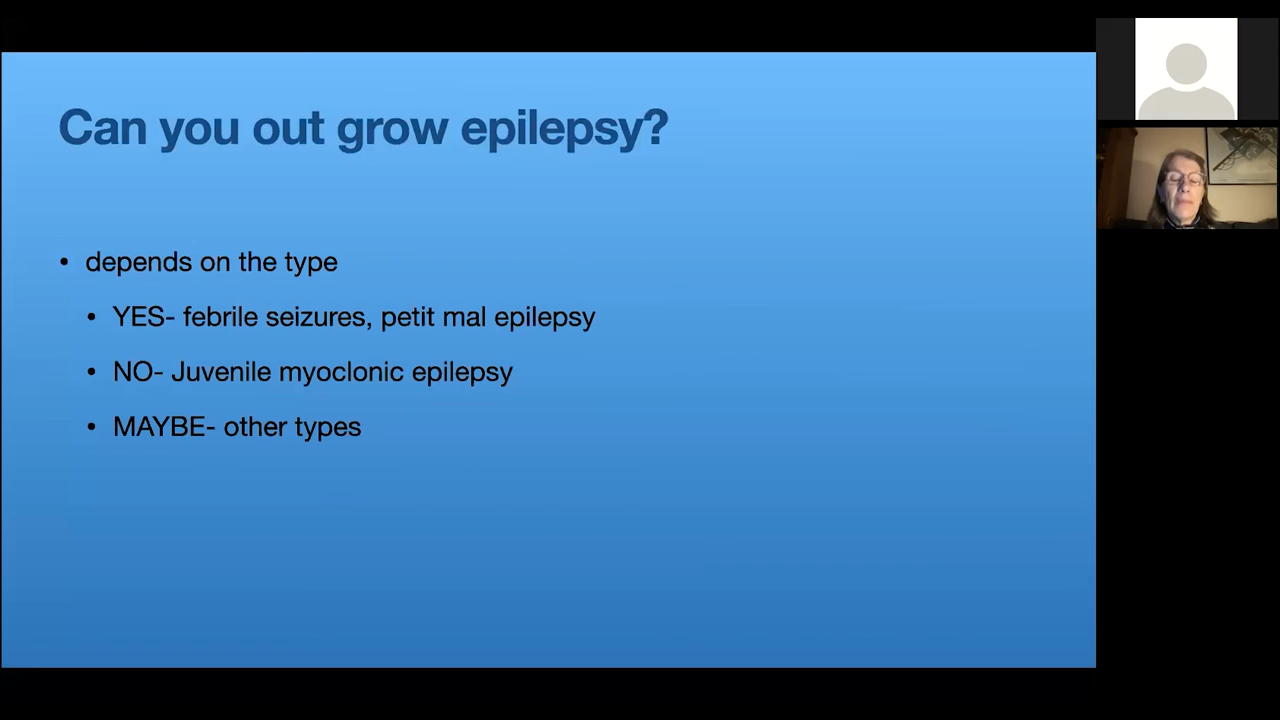 Can you out grow epilepsy?
• depends on the type
• YES- febrile seizures, petit mal epilepsy
• NO- Juvenile myoclonic epilepsy
• MAYBE- other types